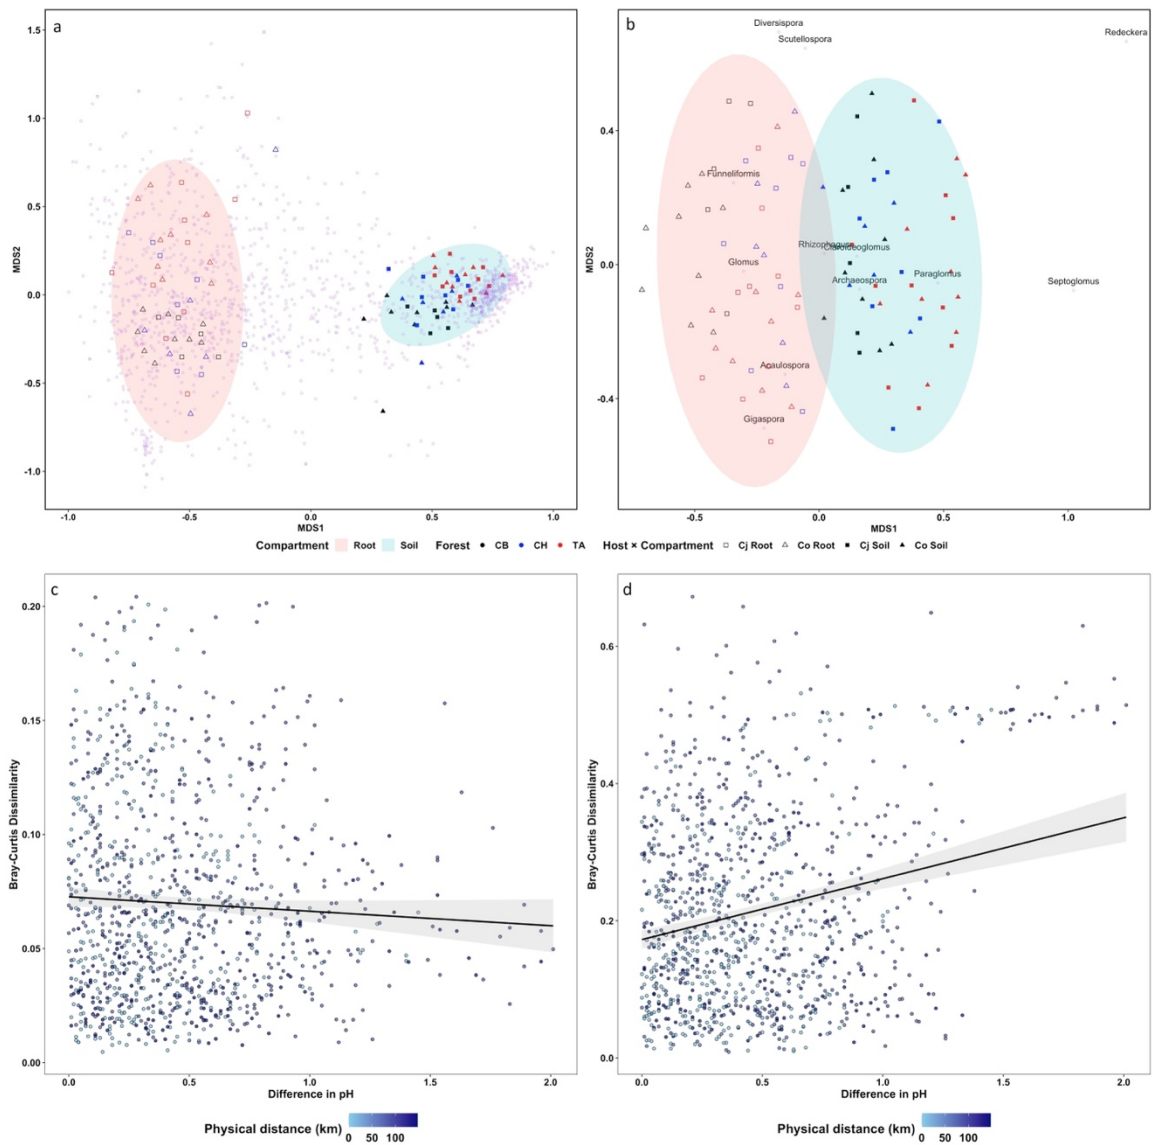 a
1.5
1.0
0.5
0.0
-0.5
-1.0
MDS2
-1.0 -0.5 0.0 0.5 1.0
MDS1
b
Diversispora
Scutellospora
Redeckera
0.4
0.0
-0.4
MDS2
Funneliformis
Glomus
Archaeospora
Paraglomus
Septoglomus
Acaulospora
Gigaspora
-0.5 0.0 0.5 1.0
MDS1
Compartment Root Soil Forest CB CH TA Host × Compartment Cj Root Co Root Cj Soil Co Soil
c
0.20
0.15
0.10
0.05
0.00
Bray-Curtis Dissimilarity
0.0 0.5 1.0 1.5 2.0
Difference in pH
Physical distance (km)
0 50 100
d
0.6
0.4
0.2
0.0
Bray-Curtis Dissimilarity
0.0 0.5 1.0 1.5 2.0
Difference in pH
Physical distance (km)
0 50 100